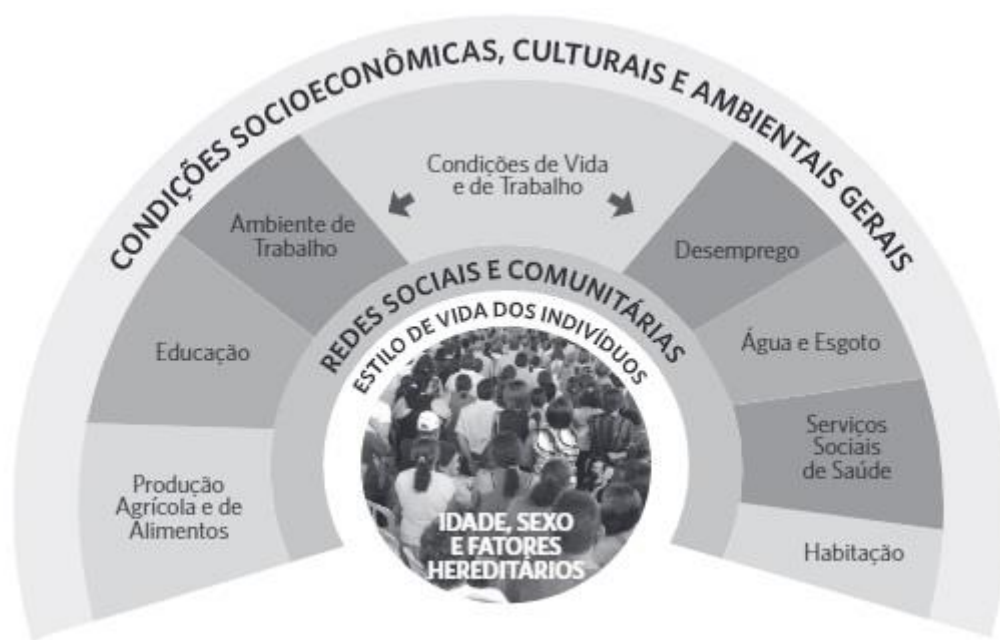 CONDIÇÕES SOCIOECONÔMICAS, CULTURAIS E AMBIENTAIS GERAIS
Condições de Vida
e de Trabalho
Ambiente de
Trabalho
Desemprego
Educação
Água e Esgoto
Produção
Agrícola e de
Alimentos
Serviços
Sociais
de Saúde
Habitação
REDES SOCIAIS E COMUNITÁRIAS
ESTILO DE VIDA DOS INDIVÍDUOS
IDADE, SEXO
E FATORES
HEREDITÁRIOS